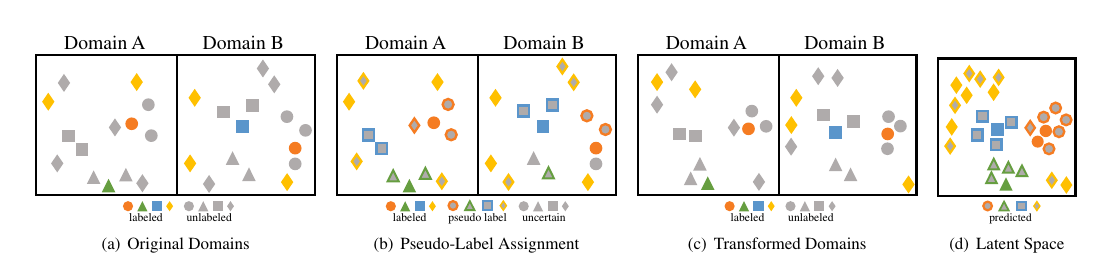 Domain A Domain B Domain A Domain B Domain A Domain B
labeled unlabeled labeled pseudo label uncertain labeled unlabeled predicted
(a) Original Domains (b) Pseudo-Label Assignment (c) Transformed Domains (d) Latent Space